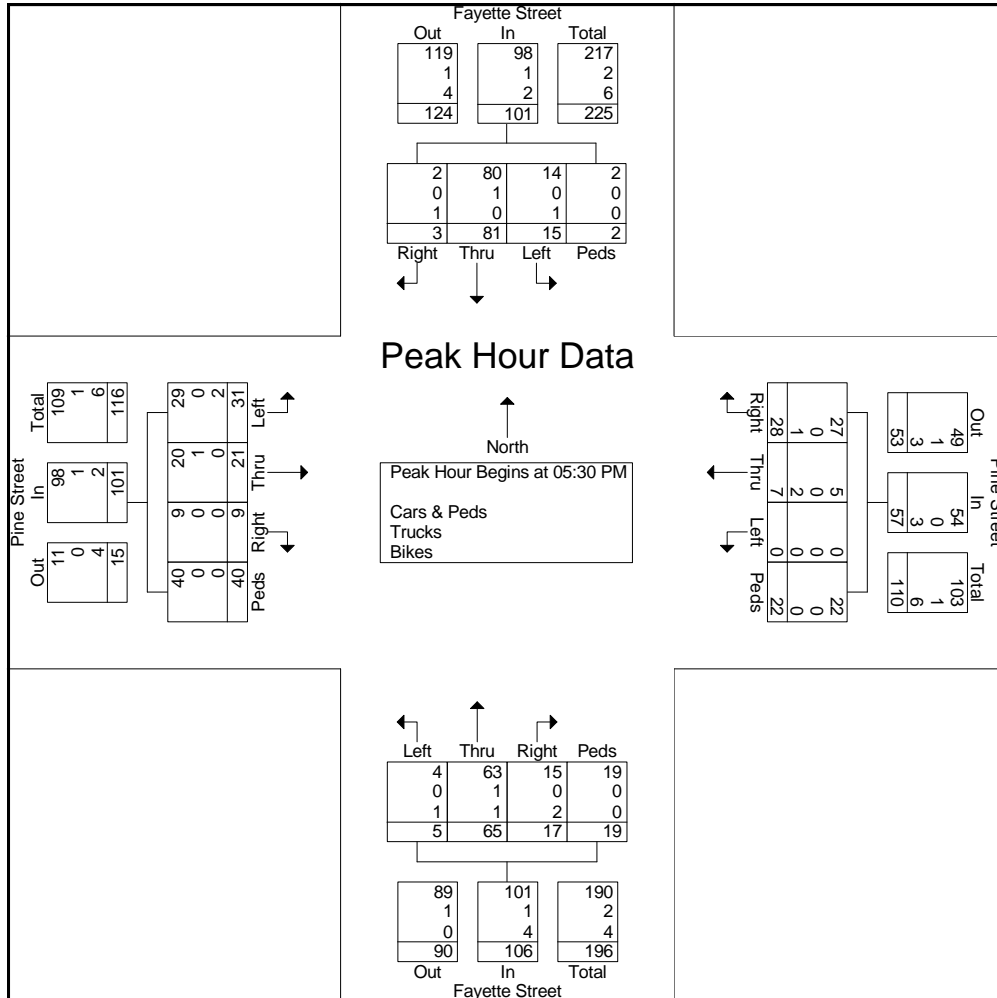 Fayette Street
Out In Total
119 98 217
1 1 2
4 2 6
124 101 225
2 80 14 2
0 1 0 0
1 0 1 0
3 81 15 2
Right Thru Left Peds
Peak Hour Data
North
Peak Hour Begins at 05:30 PM
Cars & Peds
Trucks
Bikes
Pine Street
Total
109 1 6 116
In
98 1 2 101
Out
11 0 4 15
29 0 2 31
Left
20 1 0 21
Thru
9 0 0 9
Right
40 0 0 40
Peds
Right
27 0 1 28
Thru
5 0 2 7
Left
0 0 0 0
Peds
22 0 0 22
Pine Street
Out
49 1 3 53
In
54 0 3 57
Total
103 1 6 110
Left Thru Right Peds
4 63 15 19
0 1 0 0
1 1 2 0
5 65 17 19
89 101 190
1 1 2
0 4 4
90 106 196
Out In Total
Fayette Street